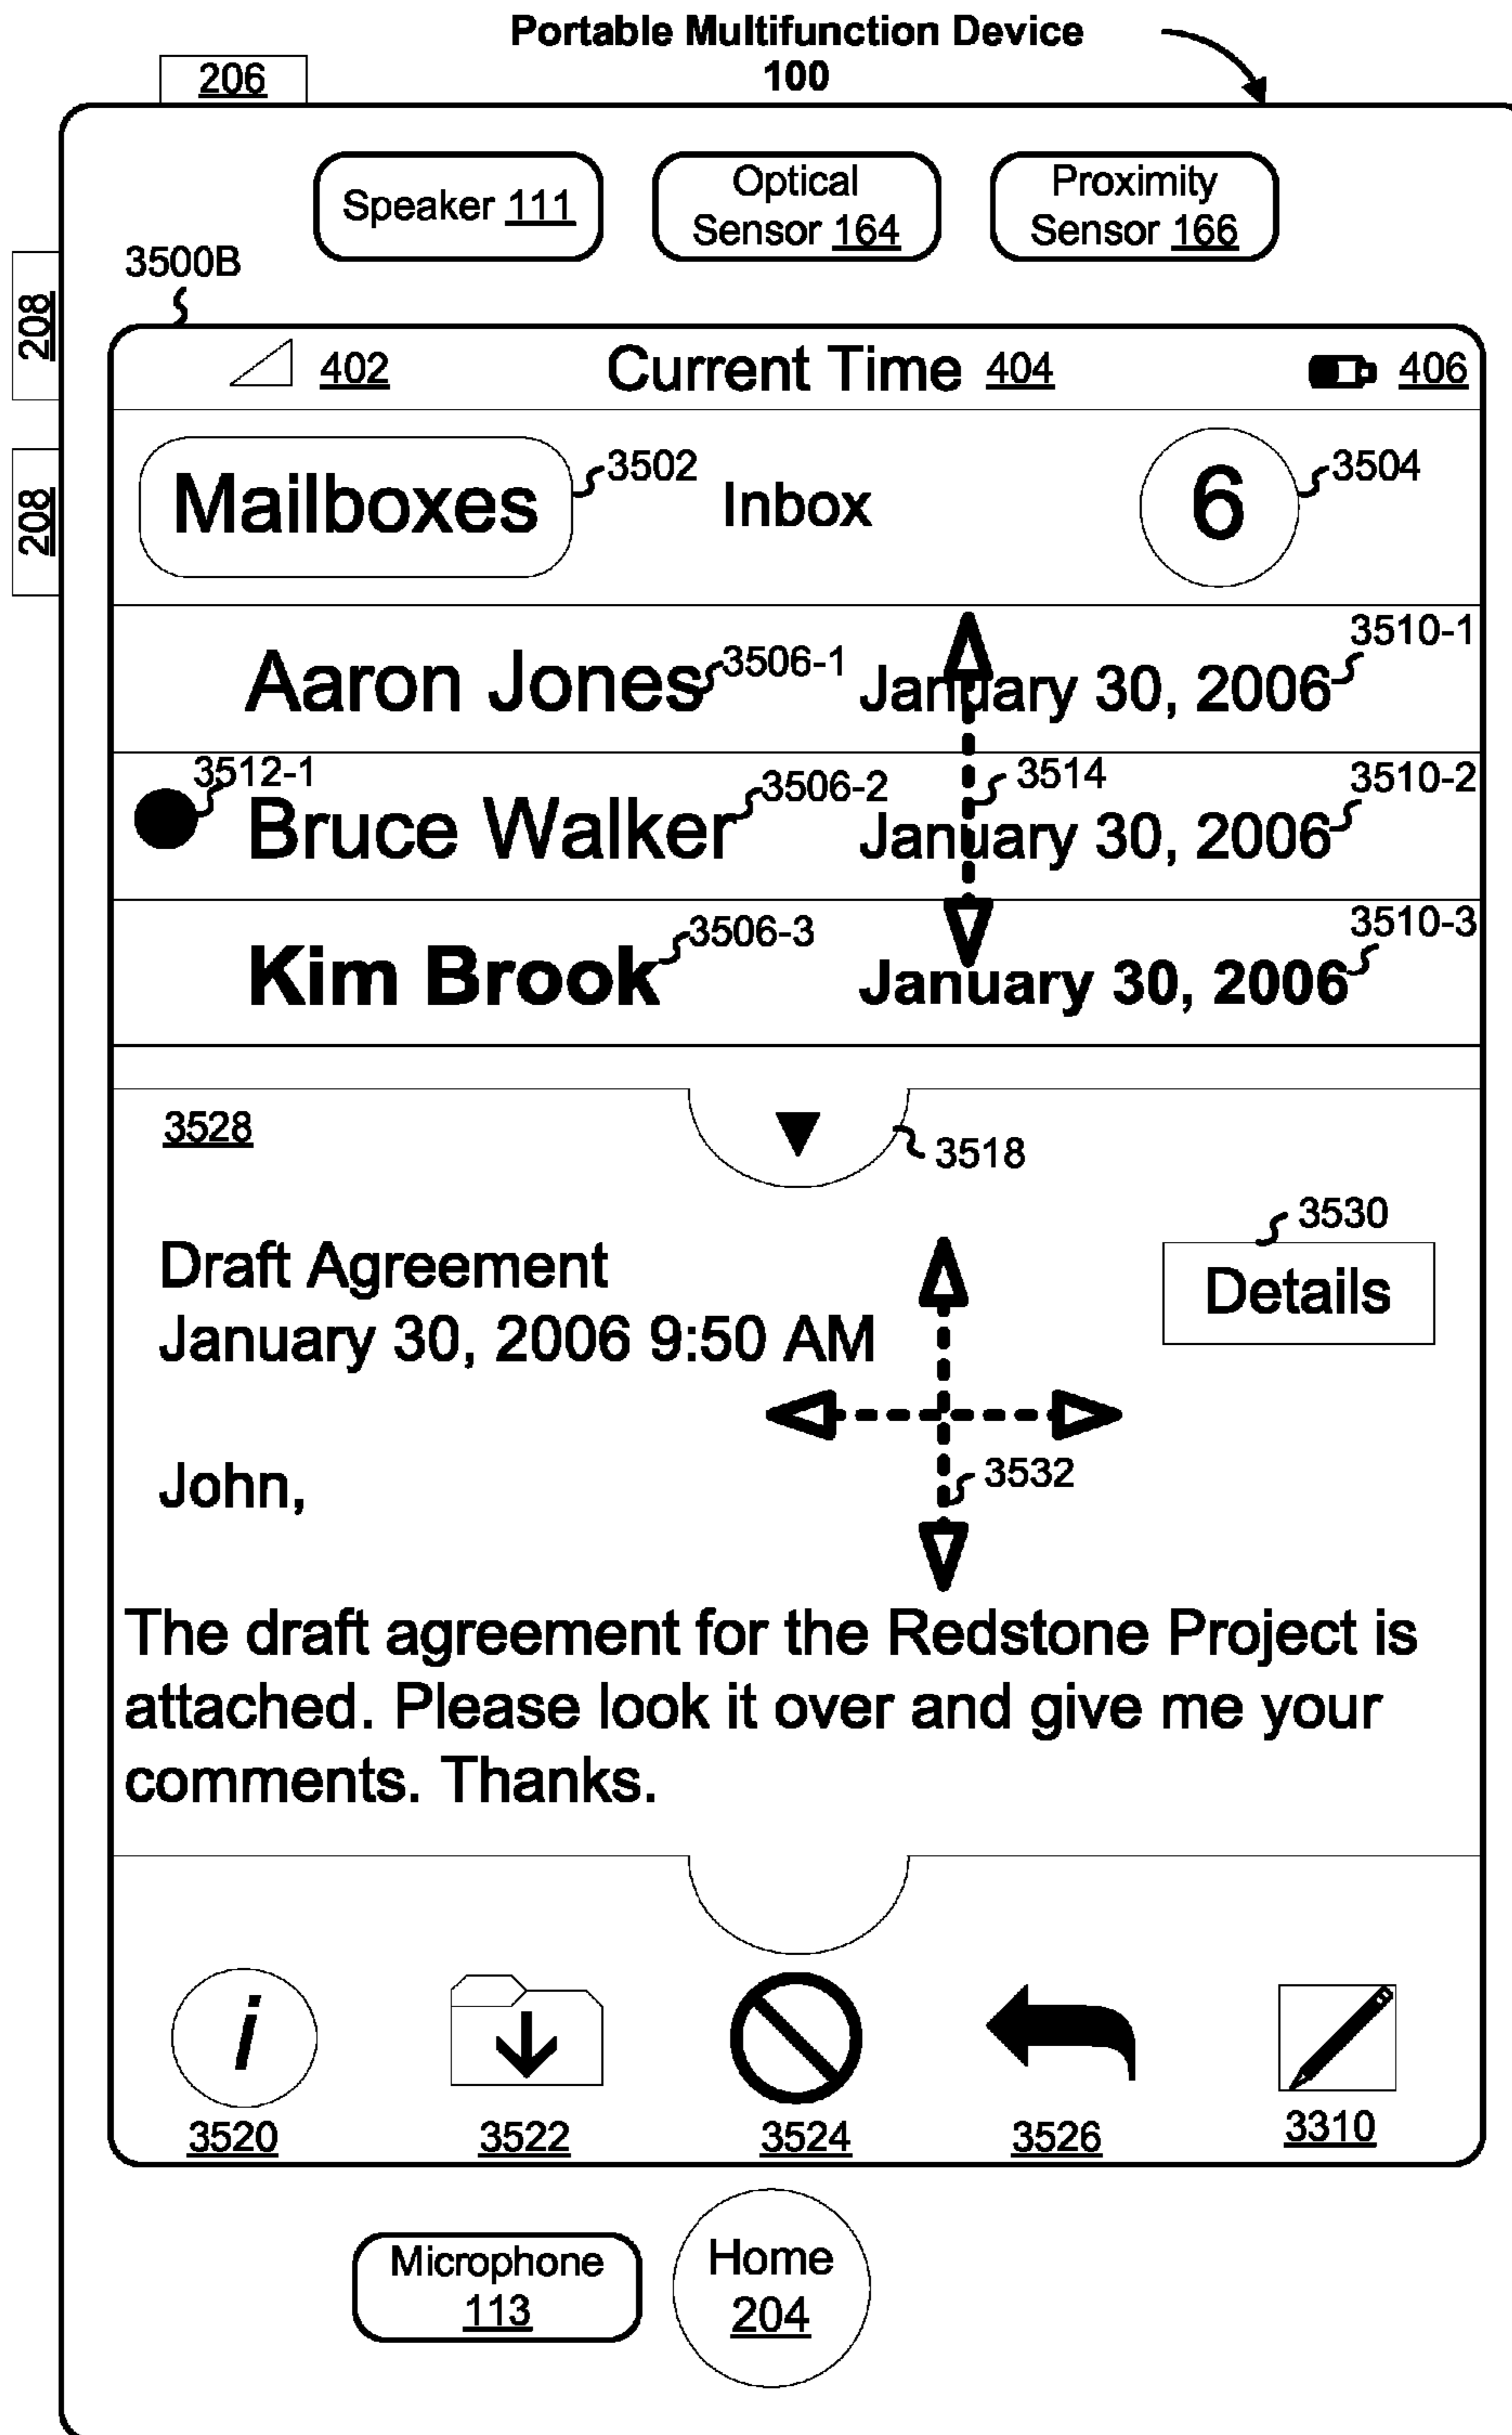 Portable Multifunction Device
100
206
Speaker 111
Optical
Sensor 164
Proximity
Sensor 166
3500B
208
402
Current Time 404
406
Mailboxes
3502
Inbox
6
3504
208
Aaron Jones
3506-1
January 30, 2006
3510-1
3512-1
Bruce Walker
3506-2
3514
January 30, 2006
3510-2
Kim Brook
3506-3
January 30, 2006
3510-3
3528
3518
3530
Draft Agreement
Details
January 30, 2006 9:50 AM
John,
3532
The draft agreement for the Redstone Project is
attached. Please look it over and give me your
comments. Thanks.
i
3520
3522
3524
3526
3310
Microphone
113
Home
204